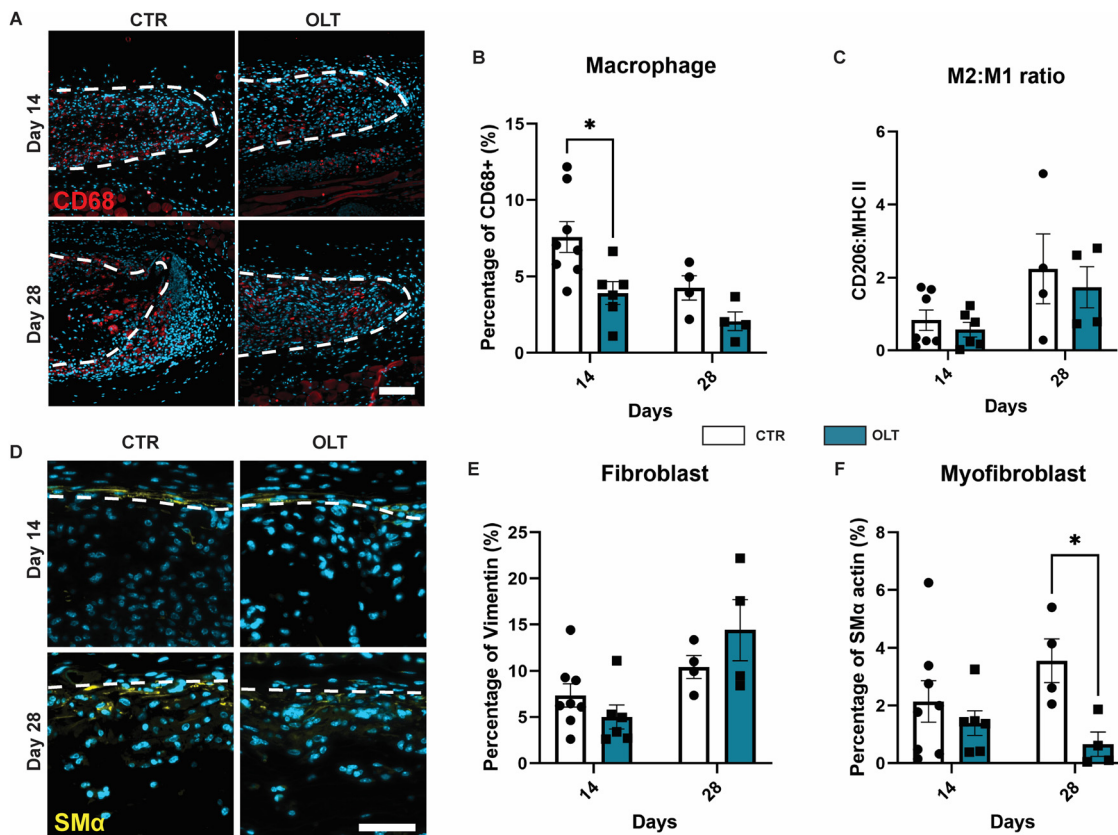 A
CTR
OLT
Day 14
CD68
Day 28
B
Macrophage
Percentage of CD68+ (%)
15
10
5
0
*
14
28
Days
C
M2:M1 ratio
CD206:MHC II
6
4
2
0
14
28
Days
CTR
OLT
D
CTR
OLT
Day 14
Day 28
SMα
E
Fibroblast
Percentage of Vimentin (%)
25
20
15
10
5
0
14
28
Days
F
Myofibroblast
Percentage of SMα actin (%)
8
6
4
2
0
*
14
28
Days